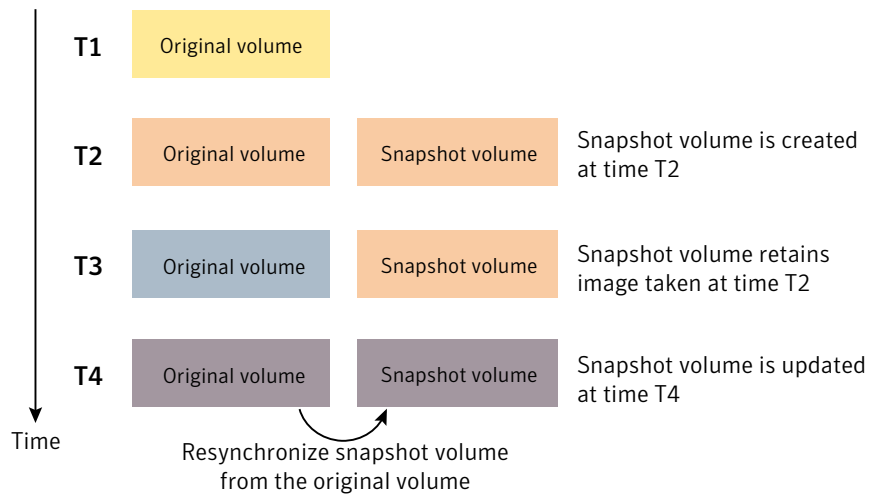 T1
Original volume
T2
Original volume
Snapshot volume
Snapshot volume is created
at time T2
T3
Original volume
Snapshot volume
Snapshot volume retains
image taken at time T2
T4
Original volume
Snapshot volume
Snapshot volume is updated
at time T4
Time
Resynchronize snapshot volume
from the original volume